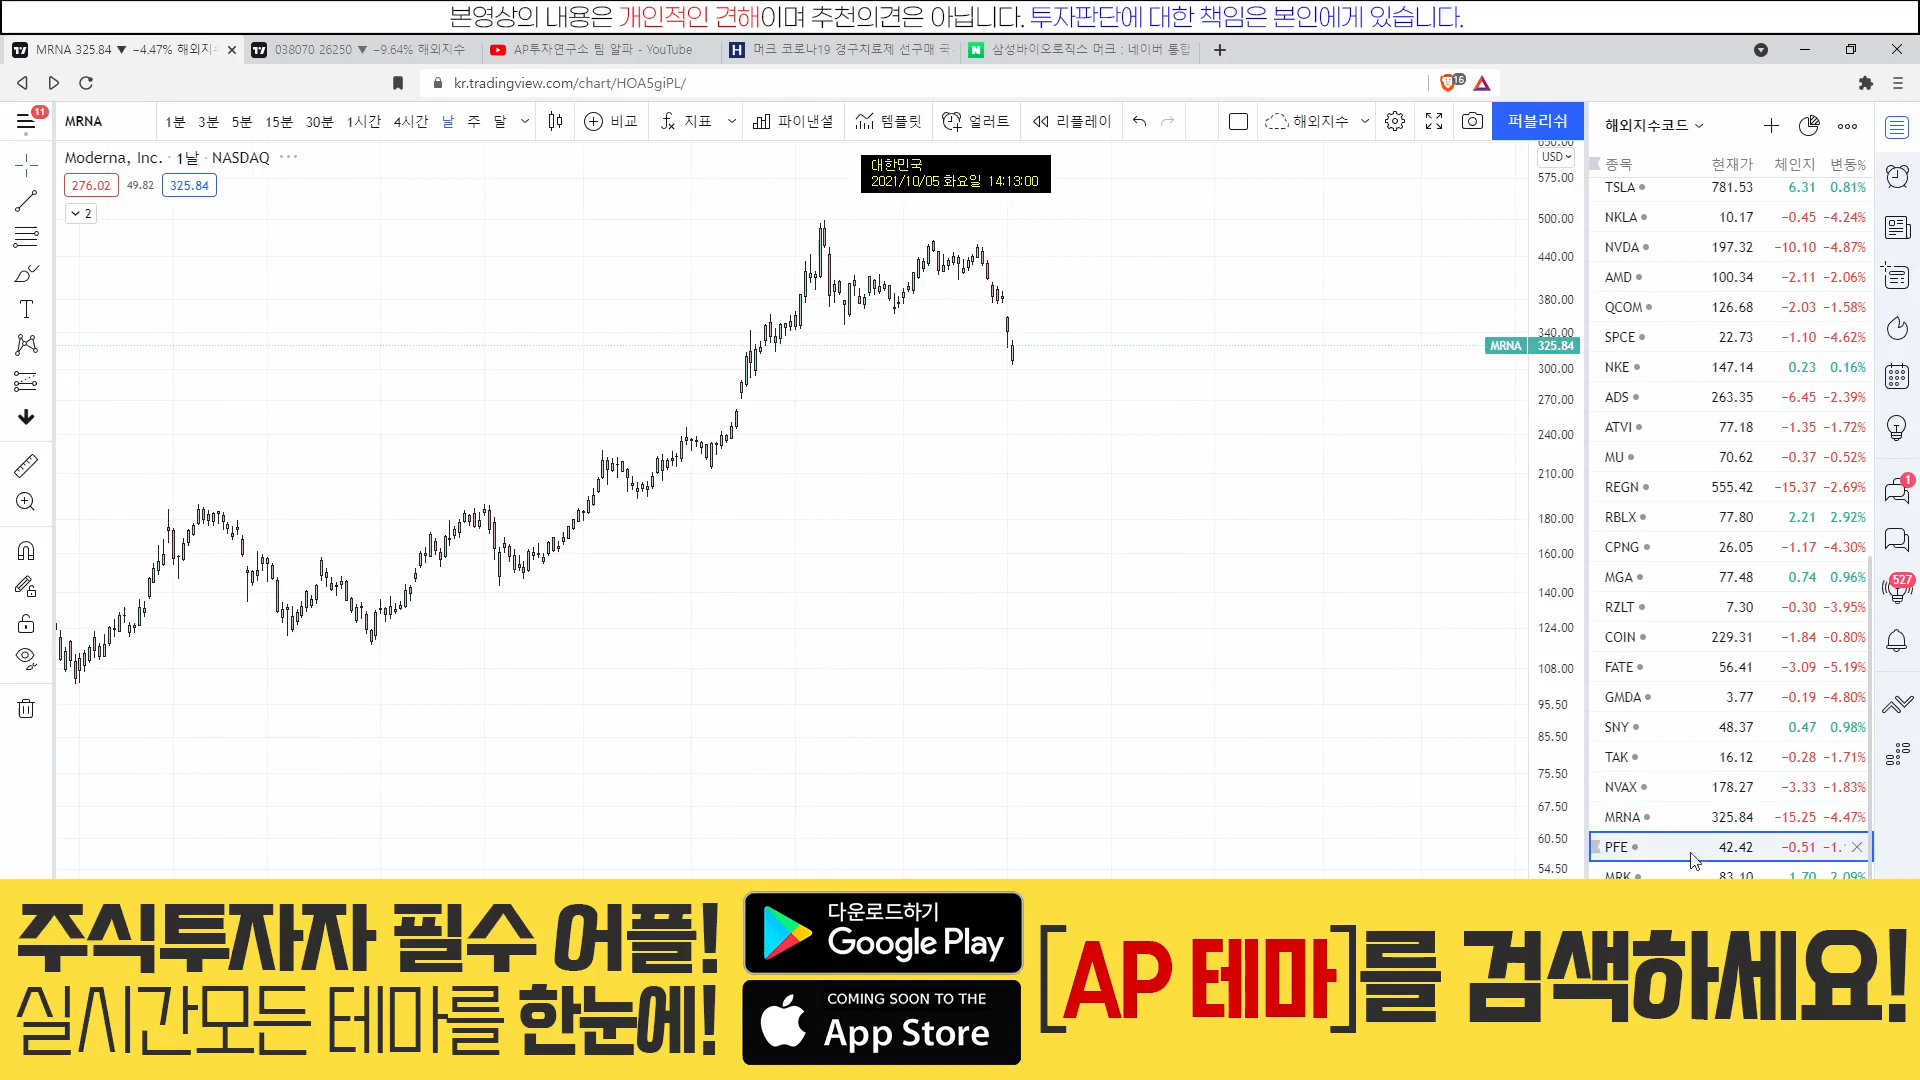 본영상의 내용은 개인적인 견해이며 추천의견은 아닙니다. 투자판단에 대한 책임은 본인에게 있습니다.
MRNA 325.84 ▼ −4.47% 해외지
038070 26250 ▼ −9.64% 해외지수
AP투자연구소 팀 알파 - YouTube
머크 코로나19 경구치료제 선구매 국
삼성바이오로직스 머크 : 네이버 통합
kr.tradingview.com/chart/HOA5giPL/
16
11
MRNA
1분 3분 5분 15분 30분 1시간 4시간 날 주 달
비교
지표
파이낸셜
템플릿
얼러트
리플레이
해외지수
퍼블리쉬
Moderna, Inc. · 1날 · NASDAQ
276.02 49.82 325.84
2
대한민국
2021/10/05 화요일 14:13:00
USD
650.00
575.00
500.00
440.00
380.00
340.00
MRNA 325.84
300.00
270.00
240.00
210.00
180.00
160.00
140.00
124.00
108.00
95.50
85.50
75.50
67.50
60.50
54.50
해외지수코드
종목 현재가 체인지 변동%
TSLA 781.53 6.31 0.81%
NKLA 10.17 −0.45 −4.24%
NVDA 197.32 −10.10 −4.87%
AMD 100.34 −2.11 −2.06%
QCOM 126.68 −2.03 −1.58%
SPCE 22.73 −1.10 −4.62%
NKE 147.14 0.23 0.16%
ADS 263.35 −6.45 −2.39%
ATVI 77.18 −1.35 −1.72%
MU 70.62 −0.37 −0.52%
REGN 555.42 −15.37 −2.69%
RBLX 77.80 2.21 2.92%
CPNG 26.05 −1.17 −4.30%
MGA 77.48 0.74 0.96%
RZLT 7.30 −0.30 −3.95%
COIN 229.31 −1.84 −0.80%
FATE 56.41 −3.09 −5.19%
GMDA 3.77 −0.19 −4.80%
SNY 48.37 0.47 0.98%
TAK 16.12 −0.28 −1.71%
NVAX 178.27 −3.33 −1.83%
MRNA 325.84 −15.25 −4.47%
PFE 42.42 −0.51 −1.
MRK 83.10 1.70 2.09%
1
527
주식투자자 필수 어플!
실시간모든 테마를 한눈에!
다운로드하기
Google Play
COMING SOON TO THE
App Store
[AP 테마]를 검색하세요!